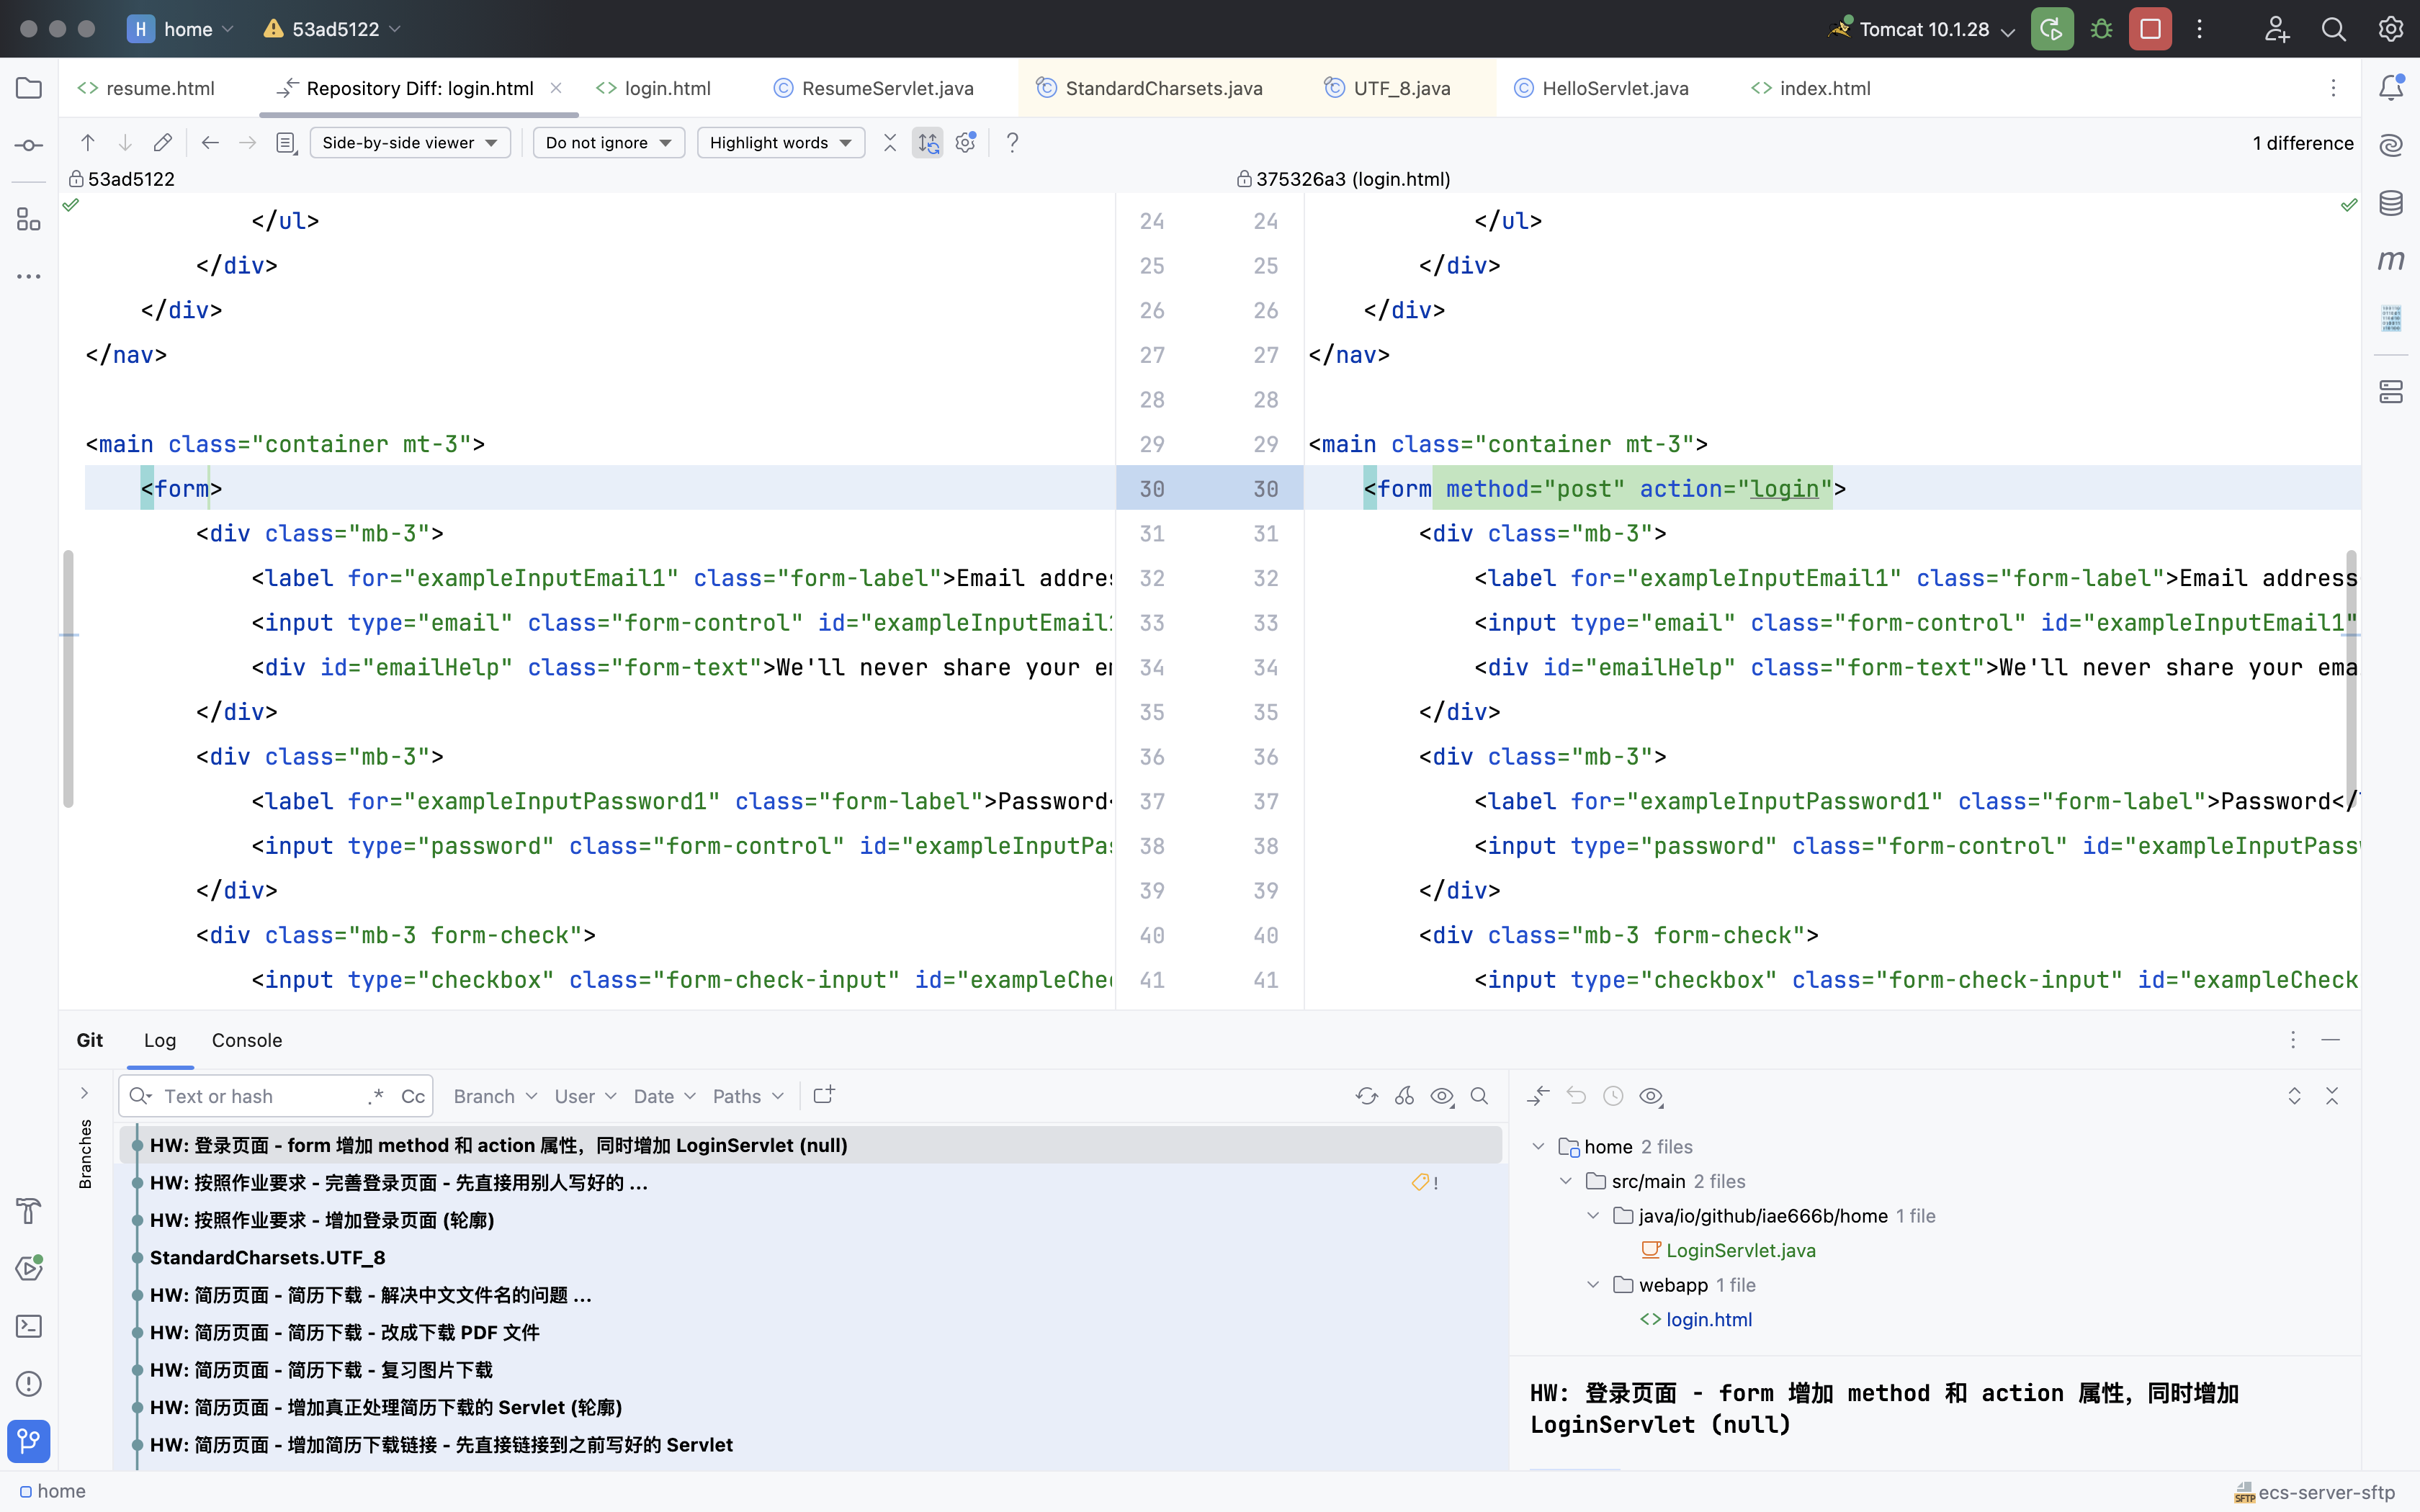 H home 53ad5122 Tomcat 10.1.28
resume.html Repository Diff: login.html login.html ResumeServlet.java StandardCharsets.java UTF_8.java HelloServlet.java index.html
Side-by-side viewer Do not ignore Highlight words ? 1 difference
53ad5122 375326a3 (login.html)
</ul> 24 24 </ul>
</div> 25 25 </div>
</div> 26 26 </div>
</nav> 27 27 </nav>
28 28
<main class="container mt-3"> 29 29 <main class="container mt-3">
<form> 30 30 <form method="post" action="login">
<div class="mb-3"> 31 31 <div class="mb-3">
<label for="exampleInputEmail1" class="form-label">Email addres 32 32 <label for="exampleInputEmail1" class="form-label">Email address
<input type="email" class="form-control" id="exampleInputEmail1 33 33 <input type="email" class="form-control" id="exampleInputEmail1"
<div id="emailHelp" class="form-text">We'll never share your em 34 34 <div id="emailHelp" class="form-text">We'll never share your ema
</div> 35 35 </div>
<div class="mb-3"> 36 36 <div class="mb-3">
<label for="exampleInputPassword1" class="form-label">Password< 37 37 <label for="exampleInputPassword1" class="form-label">Password</
<input type="password" class="form-control" id="exampleInputPas 38 38 <input type="password" class="form-control" id="exampleInputPass
</div> 39 39 </div>
<div class="mb-3 form-check"> 40 40 <div class="mb-3 form-check">
<input type="checkbox" class="form-check-input" id="exampleChec 41 41 <input type="checkbox" class="form-check-input" id="exampleCheck
Git Log Console
Text or hash .* Cc Branch User Date Paths
Branches
HW: 登录页面 - form 增加 method 和 action 属性，同时增加 LoginServlet (null)
HW: 按照作业要求 - 完善登录页面 - 先直接用别人写好的 ... !
HW: 按照作业要求 - 增加登录页面 (轮廓)
StandardCharsets.UTF_8
HW: 简历页面 - 简历下载 - 解决中文文件名的问题 ...
HW: 简历页面 - 简历下载 - 改成下载 PDF 文件
HW: 简历页面 - 简历下载 - 复习图片下载
HW: 简历页面 - 增加真正处理简历下载的 Servlet (轮廓)
HW: 简历页面 - 增加简历下载链接 - 先直接链接到之前写好的 Servlet
home 2 files
src/main 2 files
java/io/github/iae666b/home 1 file
LoginServlet.java
webapp 1 file
login.html
HW: 登录页面 - form 增加 method 和 action 属性，同时增加
LoginServlet (null)
m
home SFTP ecs-server-sftp